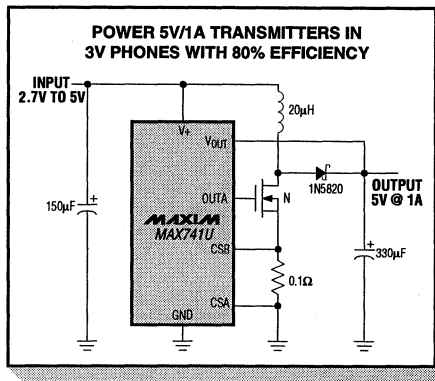 POWER 5V/1A TRANSMITTERS IN
3V PHONES WITH 80% EFFICIENCY
INPUT
2.7V TO 5V
20µH
V+
VOUT
1N5820
OUTPUT
5V @ 1A
OUTA
N
150µF
MAXIM
MAX741U
CSB
330µF
0.1Ω
CSA
GND